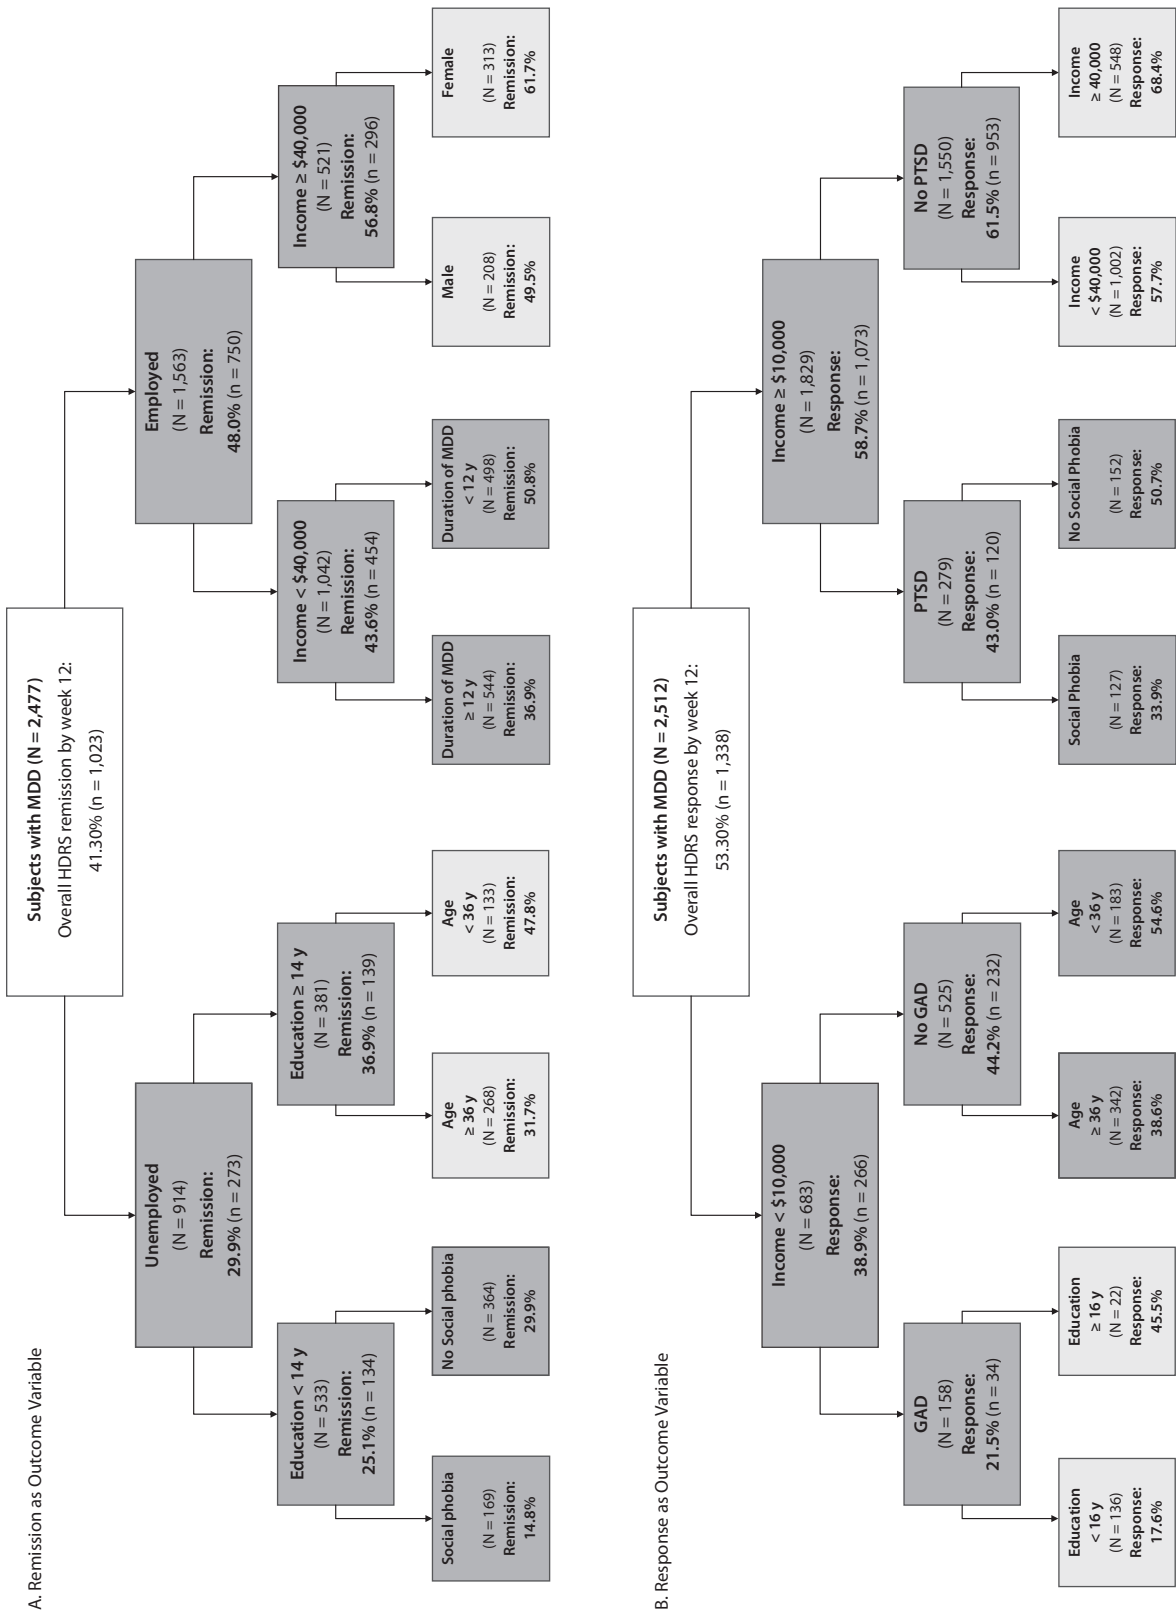 A. Remission as Outcome Variable
Subjects with MDD (N = 2,477)
Overall HDRS remission by week 12:
41.30% (n = 1,023)
Unemployed
(N = 914)
Remission:
29.9% (n = 273)
Employed
(N = 1,563)
Remission:
48.0% (n = 750)
Education < 14 y
(N = 533)
Remission:
25.1% (n = 134)
Education ≥ 14 y
(N = 381)
Remission:
36.9% (n = 139)
Income < $40,000
(N = 1,042)
Remission:
43.6% (n = 454)
Income ≥ $40,000
(N = 521)
Remission:
56.8% (n = 296)
Social phobia
(N = 169)
Remission:
14.8%
No Social phobia
(N = 364)
Remission:
29.9%
Age
≥ 36 y
(N = 268)
Remission:
31.7%
Age
< 36 y
(N = 133)
Remission:
47.8%
Duration of MDD
≥ 12 y
(N = 544)
Remission:
36.9%
Duration of MDD
< 12 y
(N = 498)
Remission:
50.8%
Male
(N = 208)
Remission:
49.5%
Female
(N = 313)
Remission:
61.7%
B. Response as Outcome Variable
Subjects with MDD (N = 2,512)
Overall HDRS response by week 12:
53.30% (n = 1,338)
Income < $10,000
(N = 683)
Response:
38.9% (n = 266)
Income ≥ $10,000
(N = 1,829)
Response:
58.7% (n = 1,073)
GAD
(N = 158)
Response:
21.5% (n = 34)
No GAD
(N = 525)
Response:
44.2% (n = 232)
PTSD
(N = 279)
Response:
43.0% (n = 120)
No PTSD
(N = 1,550)
Response:
61.5% (n = 953)
Education
< 16 y
(N = 136)
Response:
17.6%
Education
≥ 16 y
(N = 22)
Response:
45.5%
Age
≥ 36 y
(N = 342)
Response:
38.6%
Age
< 36 y
(N = 183)
Response:
54.6%
Social Phobia
(N = 127)
Response:
33.9%
No Social Phobia
(N = 152)
Response:
50.7%
Income
< $40,000
(N = 1,002)
Response:
57.7%
Income
≥ 40,000
(N = 548)
Response:
68.4%